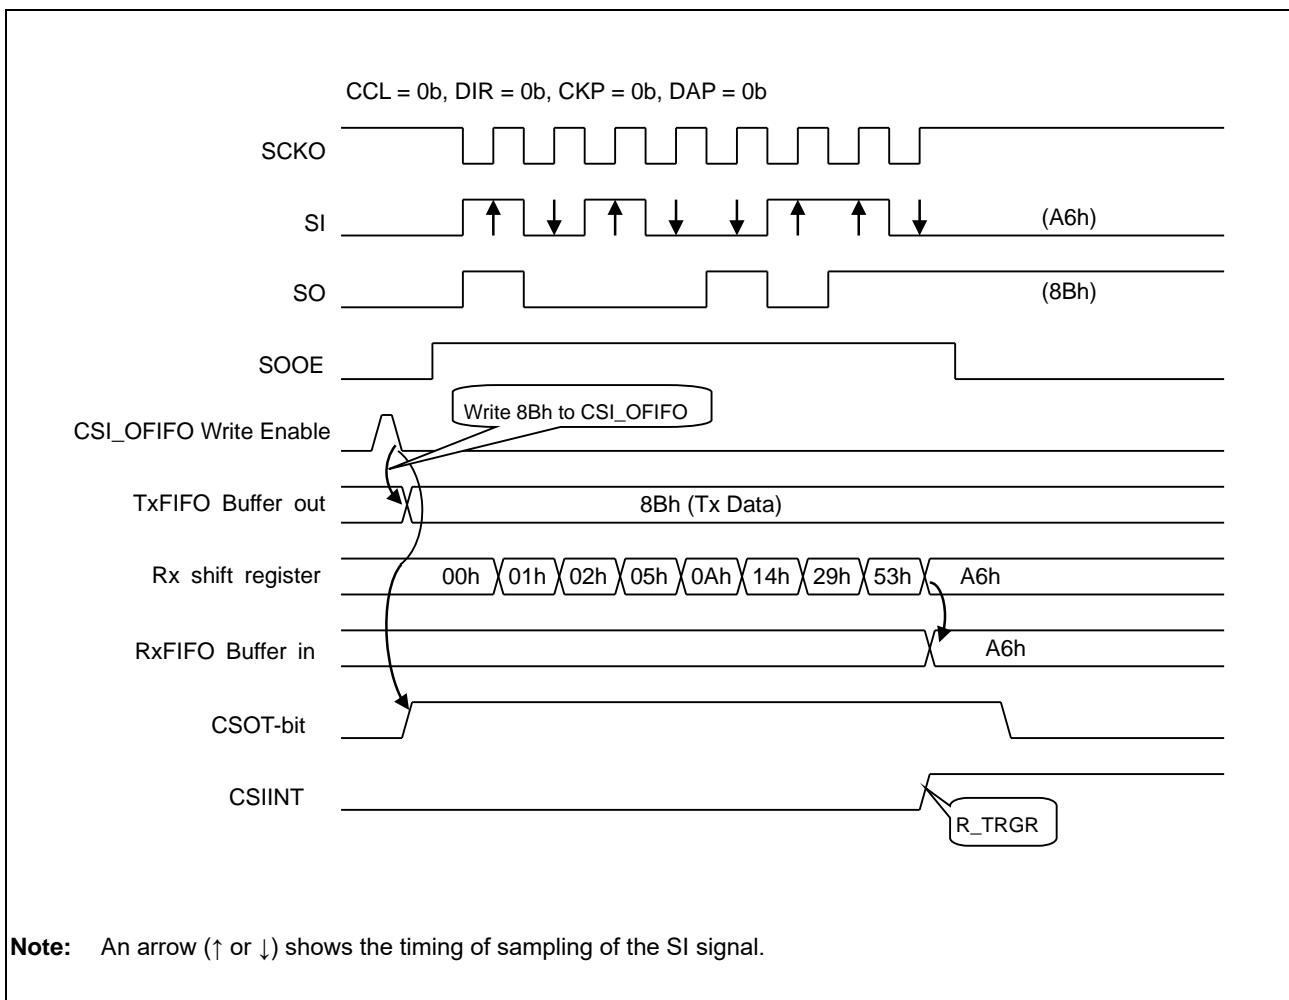 CCL = 0b, DIR = 0b, CKP = 0b, DAP = 0b
SCKO
SI
(A6h)
SO
(8Bh)
SOOE
Write 8Bh to CSI_OFIFO
CSI_OFIFO Write Enable
TxFIFO Buffer out
8Bh (Tx Data)
Rx shift register
00h 01h 02h 05h 0Ah 14h 29h 53h A6h
RxFIFO Buffer in
A6h
CSOT-bit
CSIINT
R_TRGR
Note: An arrow (↑ or ↓) shows the timing of sampling of the SI signal.